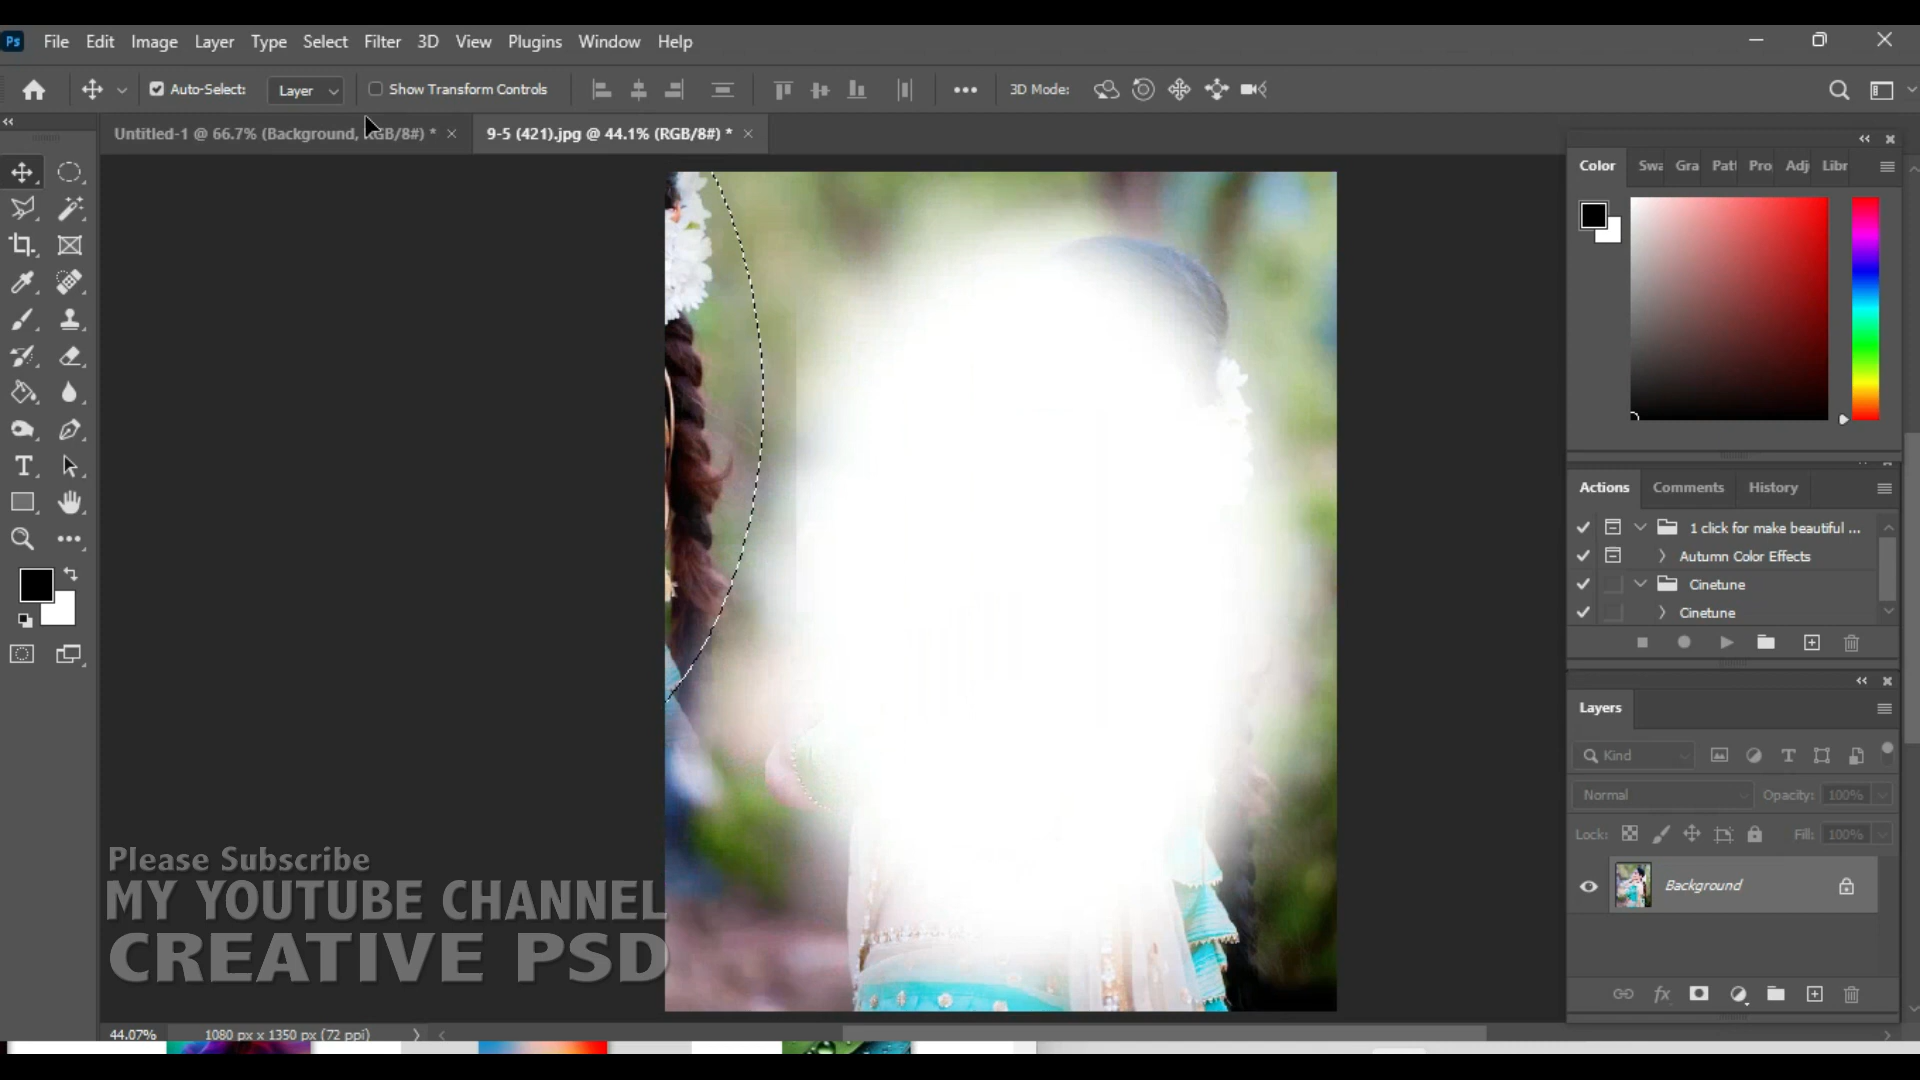 Ps File Edit Image Layer Type Select Filter 3D View Plugins Window Help
Auto-Select: Layer Show Transform Controls 3D Mode:
Untitled-1 @ 66.7% (Background, RGB/8#) * 9-5 (421).jpg @ 44.1% (RGB/8#) *
Color Swa Gra Patt Pro Adj Libr
Actions Comments History
1 click for make beautiful ...
Autumn Color Effects
Cinetune
Cinetune
Layers
Kind
Normal Opacity: 100%
Lock: Fill: 100%
Background
Please Subscribe
MY YOUTUBE CHANNEL
CREATIVE PSD
44.07% 1080 px x 1350 px (72 ppi)